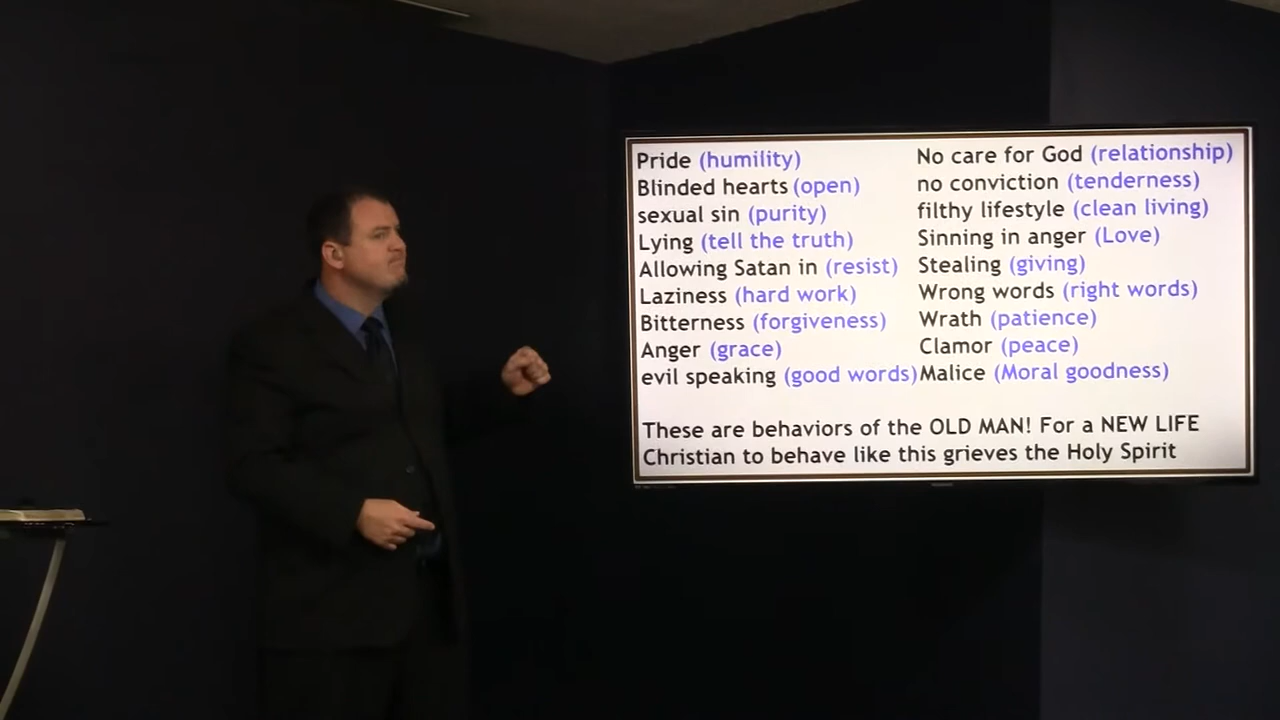 Pride (humility)
Blinded hearts (open)
sexual sin (purity)
Lying (tell the truth)
Allowing Satan in (resist)
Laziness (hard work)
Bitterness (forgiveness)
Anger (grace)
evil speaking (good words)
No care for God (relationship)
no conviction (tenderness)
filthy lifestyle (clean living)
Sinning in anger (Love)
Stealing (giving)
Wrong words (right words)
Wrath (patience)
Clamor (peace)
Malice (Moral goodness)
These are behaviors of the OLD MAN! For a NEW LIFE
Christian to behave like this grieves the Holy Spirit